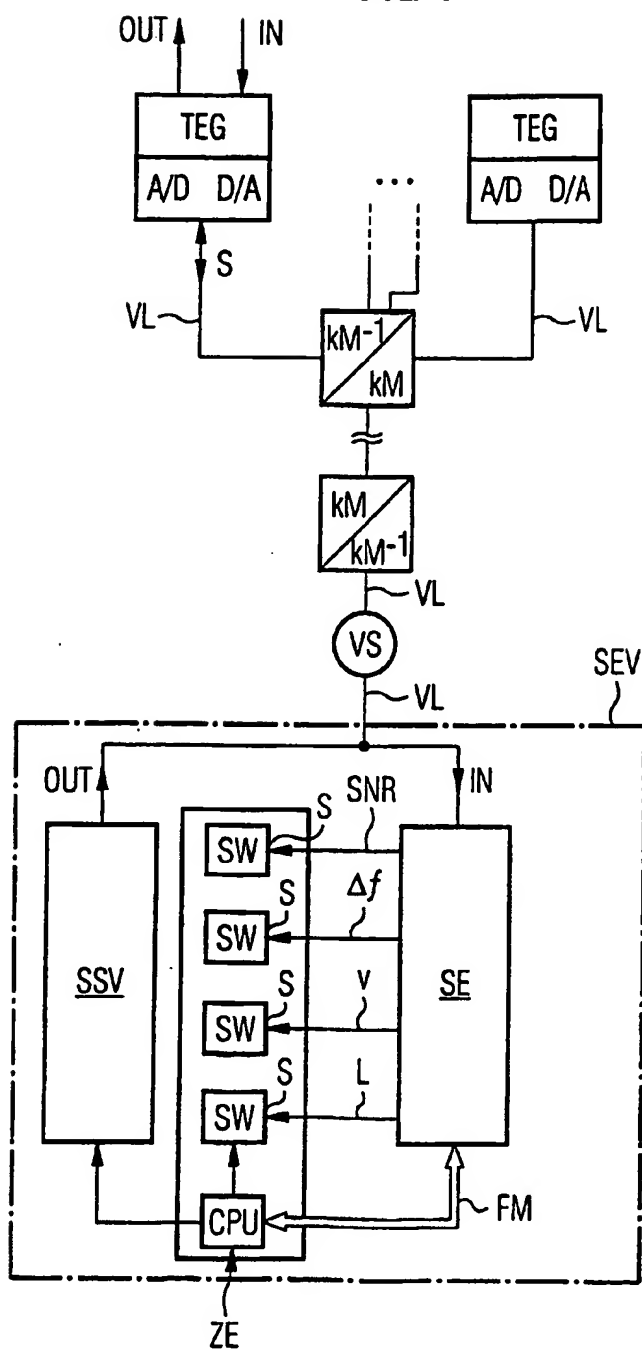 OUT IN
TEG TEG
A/D D/A ... A/D D/A
S
VL VL
kM-1
kM
kM
kM-1
VL
VS
SEV
VL
OUT IN
SNR
S
SW
Δf
S
SW
SSV SE
v
S
SW
L
S
SW
FM
CPU
ZE